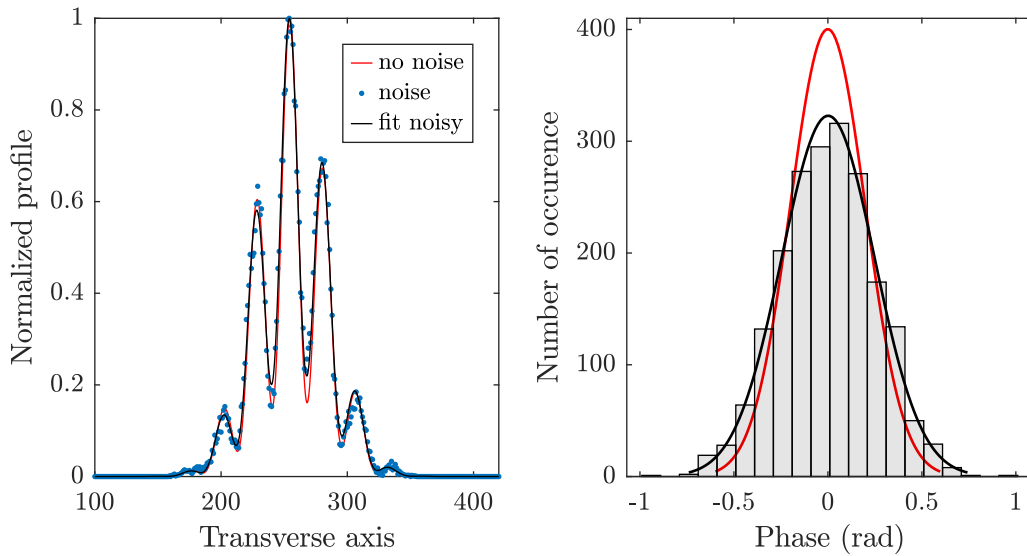 1
0.8
0.6
0.4
0.2
0
100
200
300
400
Normalized profile
Transverse axis
no noise
noise
fit noisy
400
300
200
100
0
-1
-0.5
0
0.5
1
Number of occurence
Phase (rad)